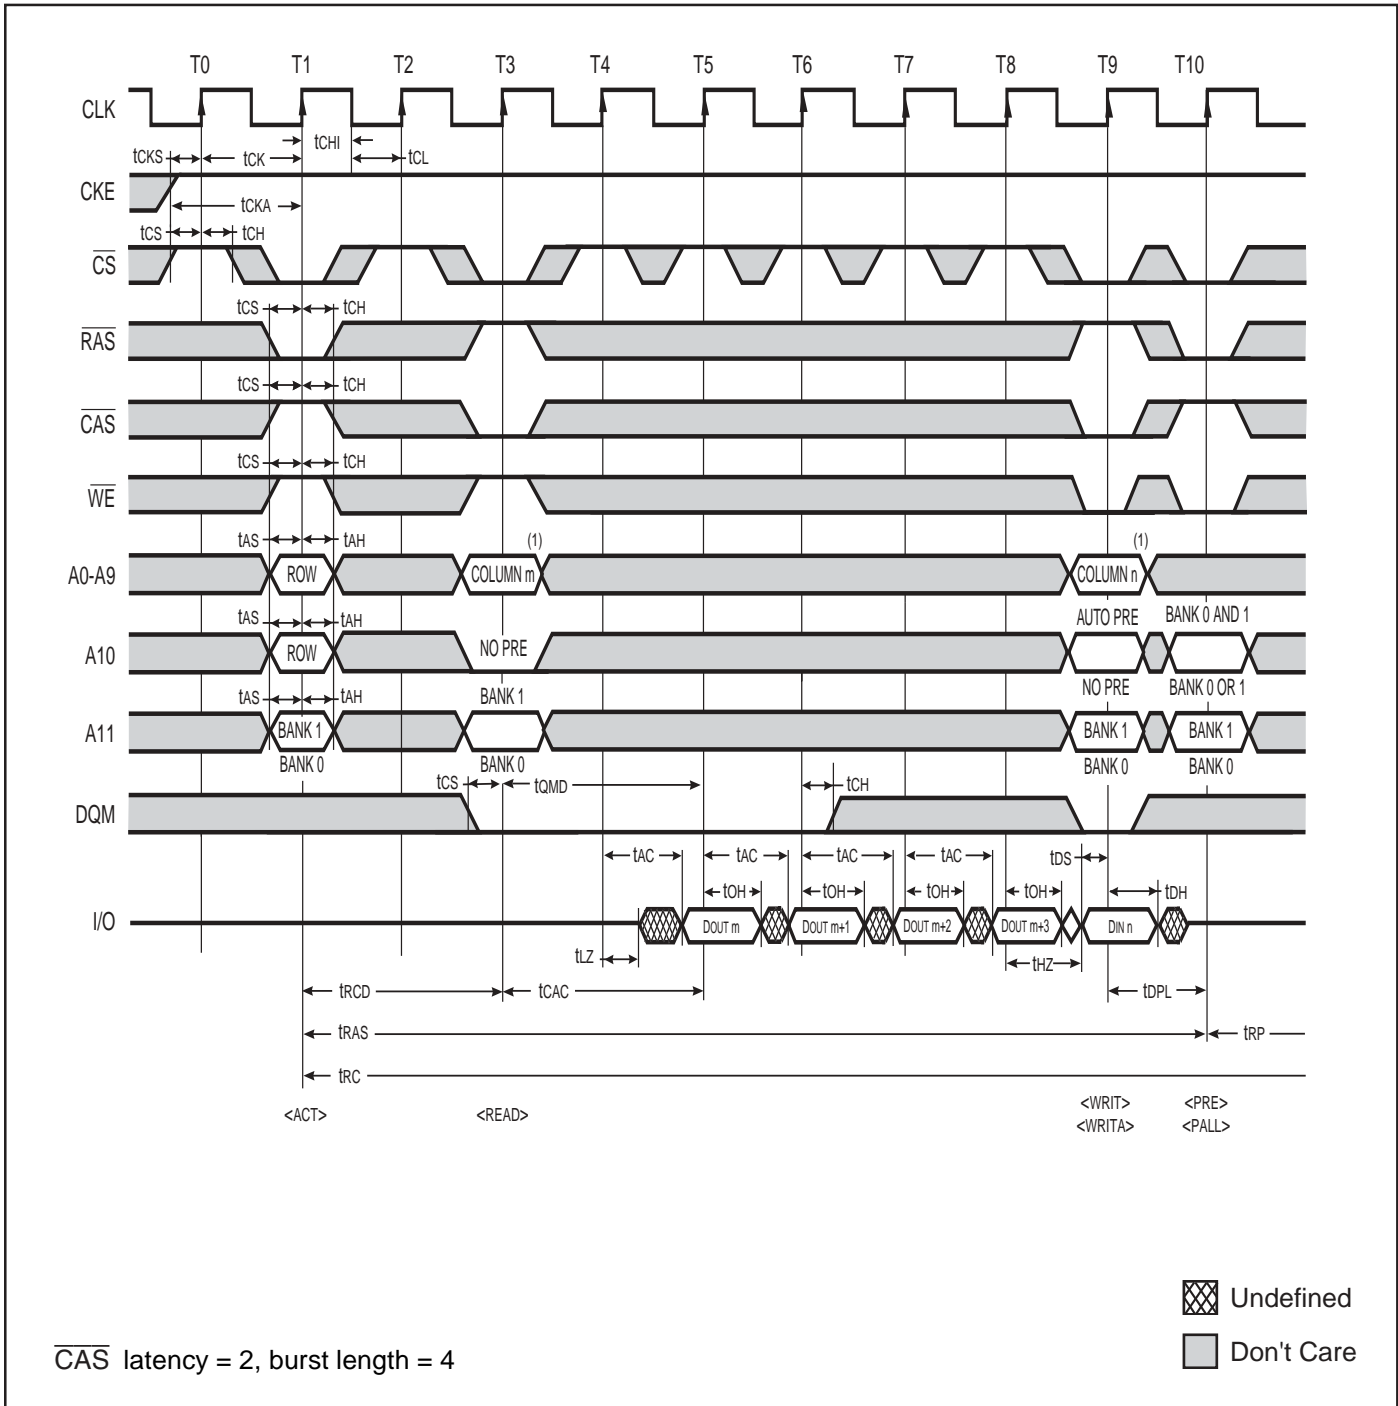 T0 T1 T2 T3 T4 T5 T6 T7 T8 T9 T10
CLK
tCHI
tCKS tCK tCL
CKE
tCKA
tCS tCH
CS
tCS tCH
RAS
tCS tCH
CAS
tCS tCH
WE
tAS tAH (1) (1)
A0-A9 ROW COLUMN m COLUMN n
tAS tAH AUTO PRE BANK 0 AND 1
A10 ROW NO PRE
tAS tAH BANK 1 NO PRE BANK 0 OR 1
A11 BANK 1 BANK 1 BANK 1
BANK 0 BANK 0 BANK 0 BANK 0
tCS tQMD tCH
DQM
tAC tAC tAC tAC tDS
tOH tOH tOH tOH tDH
I/O DOUT m DOUT m+1 DOUT m+2 DOUT m+3 DIN n
tLZ tHZ
tRCD tCAC tDPL
tRAS tRP
tRC
<ACT> <READ> <WRIT> <PRE>
<WRITA> <PALL>
Undefined
Don't Care
CAS latency = 2, burst length = 4